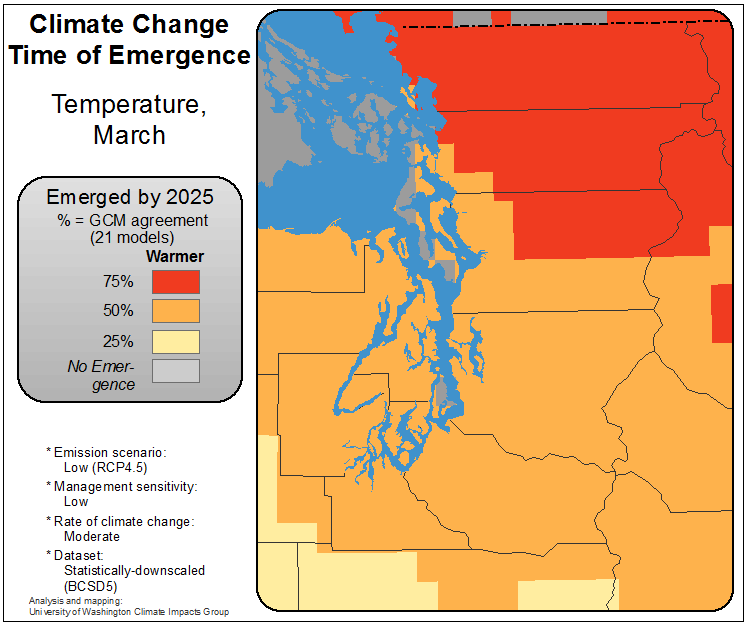 Climate Change
Time of Emergence
Temperature,
March
Emerged by 2025
% = GCM agreement
(21 models)
Warmer
75%
50%
25%
No Emer-
gence
* Emission scenario:
Low (RCP4.5)
* Management sensitivity:
Low
* Rate of climate change:
Moderate
* Dataset:
Statistically-downscaled
(BCSD5)
Analysis and mapping:
University of Washington Climate Impacts Group